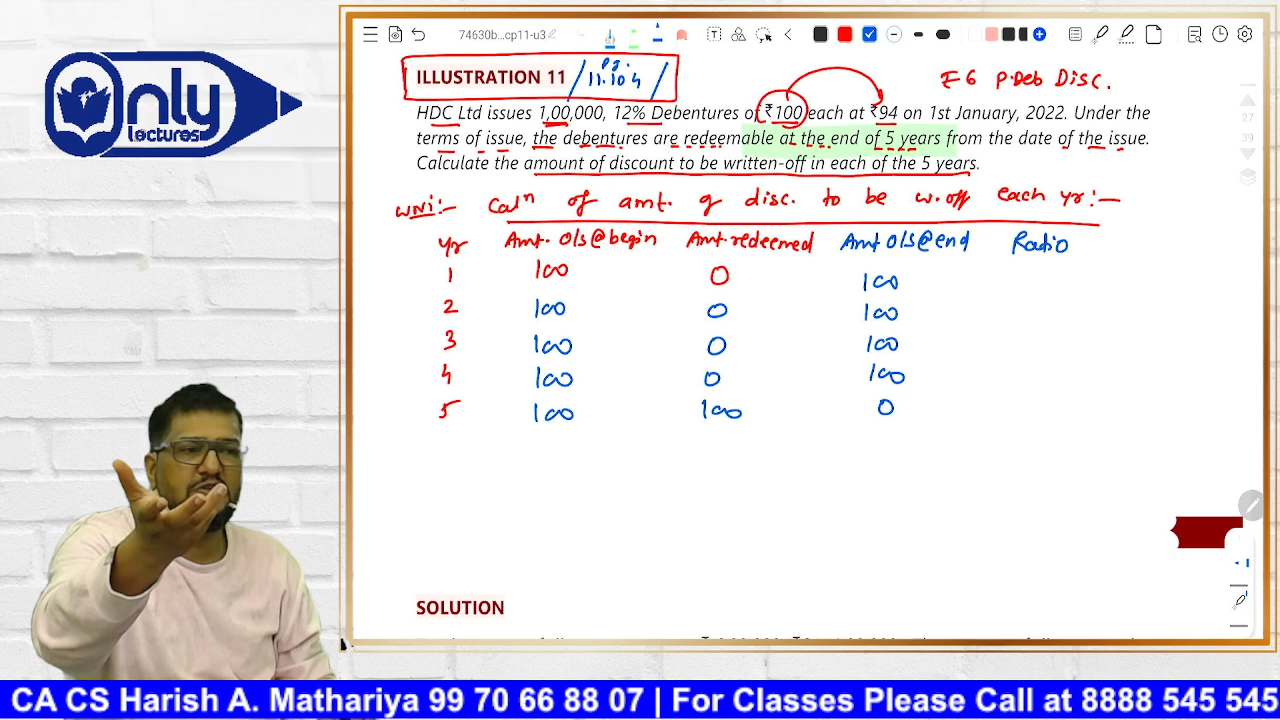 Only
Lectures
74630b...cp11-u3
ILLUSTRATION 11 / Pg. 11.104 /
I G P. Deb Disc.
HDC Ltd issues 1,00,000, 12% Debentures of ₹100 each at ₹94 on 1st January, 2022. Under the
terms of issue, the debentures are redeemable at the end of 5 years from the date of the issue.
Calculate the amount of discount to be written-off in each of the 5 years.
WN1:- Calⁿ of amt. of disc. to be w.off each yr:-
yr Amt. O/s@begin Amt. redeemed Amt O/s@end Ratio
1 100 0 100
2 100 0 100
3 100 0 100
4 100 0 100
5 100 100 0
27
39
SOLUTION
CA CS Harish A. Mathariya 99 70 66 88 07 | For Classes Please Call at 8888 545 545